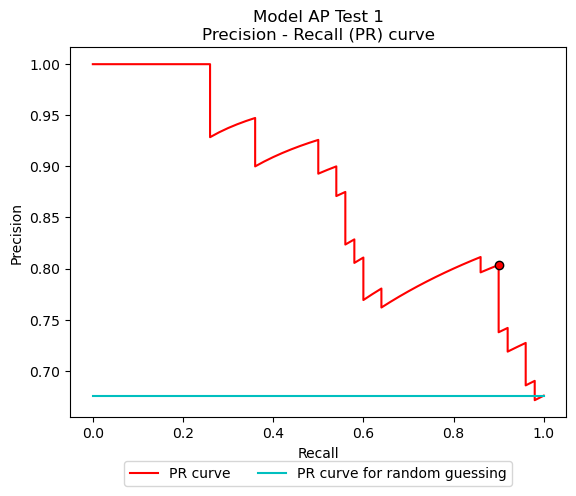 Model AP Test 1
Precision - Recall (PR) curve
1.00
0.95
0.90
0.85
0.80
0.75
0.70
Precision
0.0 0.2 0.4 0.6 0.8 1.0
Recall
PR curve PR curve for random guessing